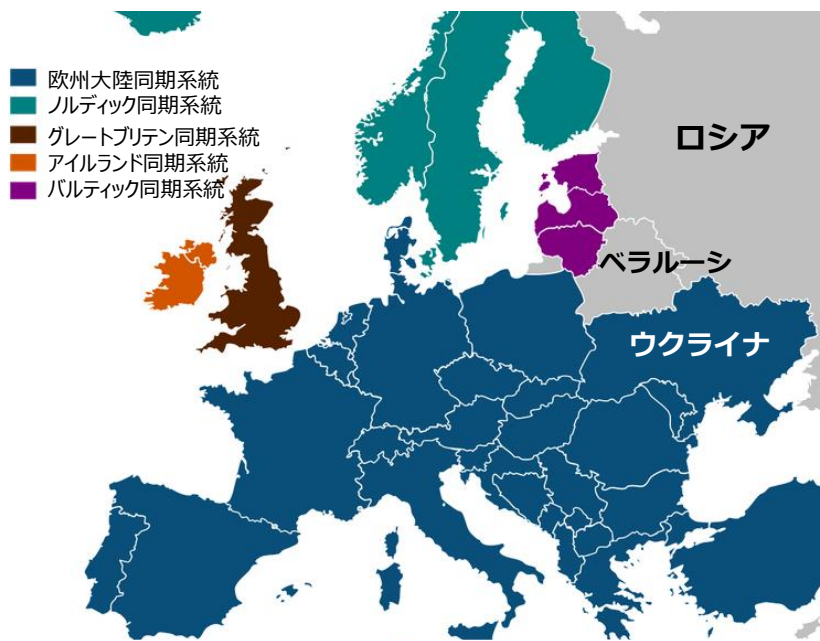 欧州大陸同期系統
ノルディック同期系統
グレートブリテン同期系統
アイルランド同期系統
バルティック同期系統
ロシア
ベラルーシ
ウクライナ